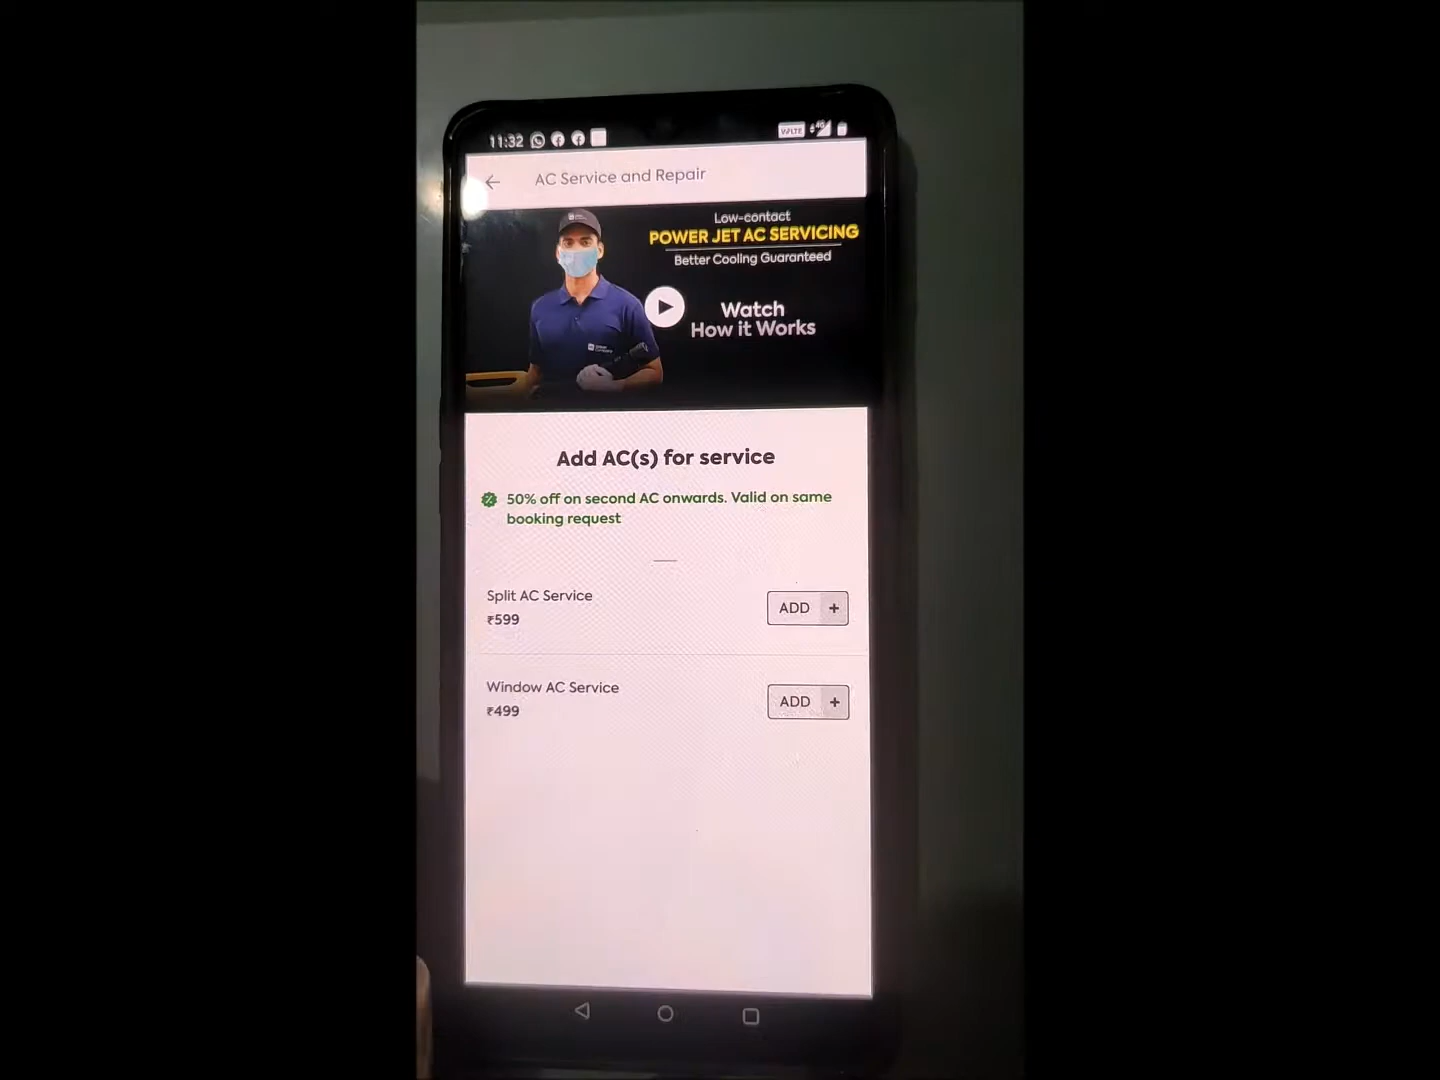 11:32
VoLTE 4G
AC Service and Repair
Low-contact
POWER JET AC SERVICING
Better Cooling Guaranteed
Watch
How it Works
Add AC(s) for service
50% off on second AC onwards. Valid on same
booking request
Split AC Service
ADD +
₹599
Window AC Service
ADD +
₹499